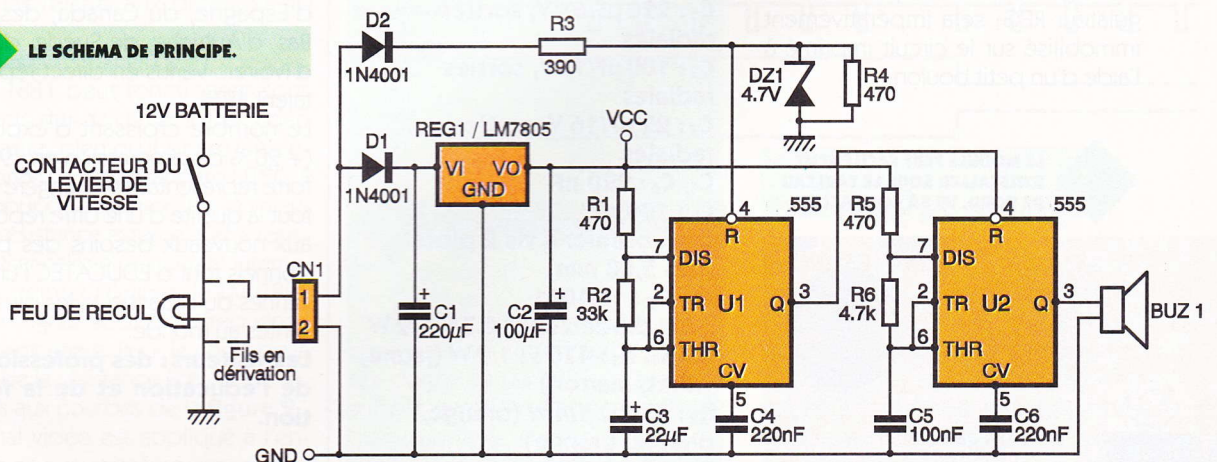 LE SCHEMA DE PRINCIPE.
12V BATTERIE
CONTACTEUR DU
LEVIER DE
VITESSE
FEU DE RECUL
Fils en
dérivation
CN1
1
2
GND
D2
1N4001
D1
1N4001
R3
390
REG1 / LM7805
VI VO
GND
C1
220µF
C2
100µF
VCC
R1
470
R2
33k
C3
22µF
DZ1
4.7V
R4
470
4 555
R
7
DIS
2
TR U1 Q 3
6
THR
CV
5
C4
220nF
R5
470
R6
4.7k
C5
100nF
4 555
R
7
DIS
2
TR U2 Q 3
6
THR
CV
5
C6
220nF
BUZ 1